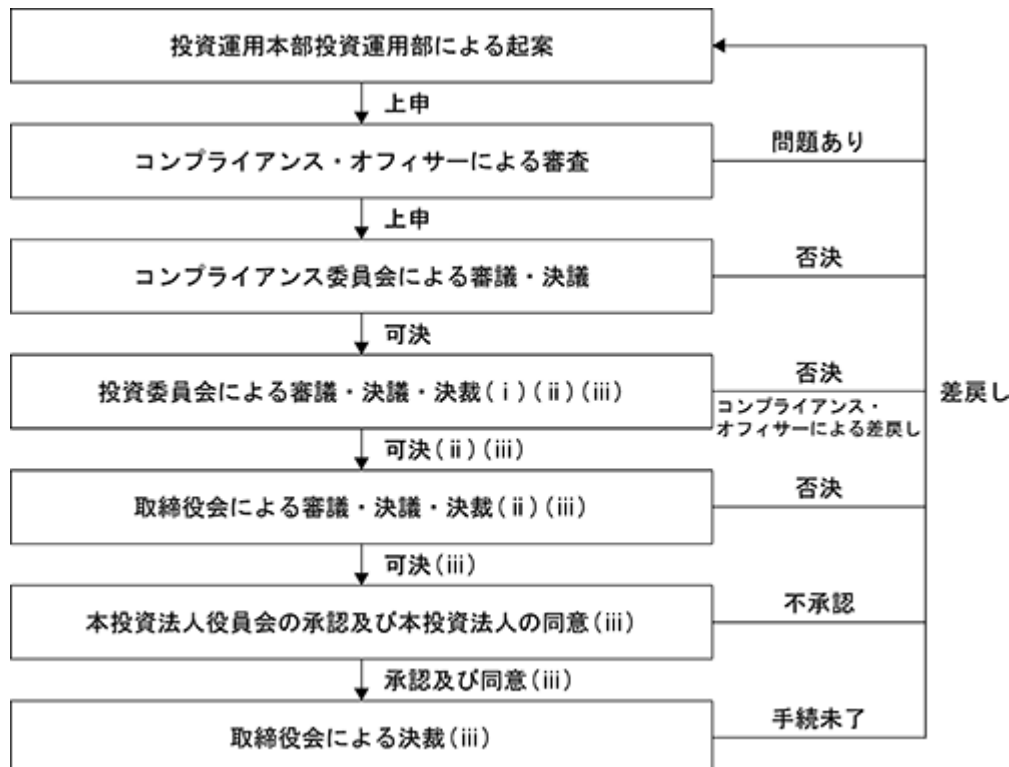 投資運用本部投資運用部による起案
上申
コンプライアンス・オフィサーによる審査
問題あり
上申
コンプライアンス委員会による審議・決議
否決
可決
投資委員会による審議・決議・決裁(ⅰ)(ⅱ)(ⅲ)
否決
コンプライアンス・
オフィサーによる差戻し
差戻し
可決(ⅱ)(ⅲ)
取締役会による審議・決議・決裁(ⅱ)(ⅲ)
否決
可決(ⅲ)
本投資法人役員会の承認及び本投資法人の同意(ⅲ)
不承認
承認及び同意(ⅲ)
取締役会による決裁(ⅲ)
手続未了